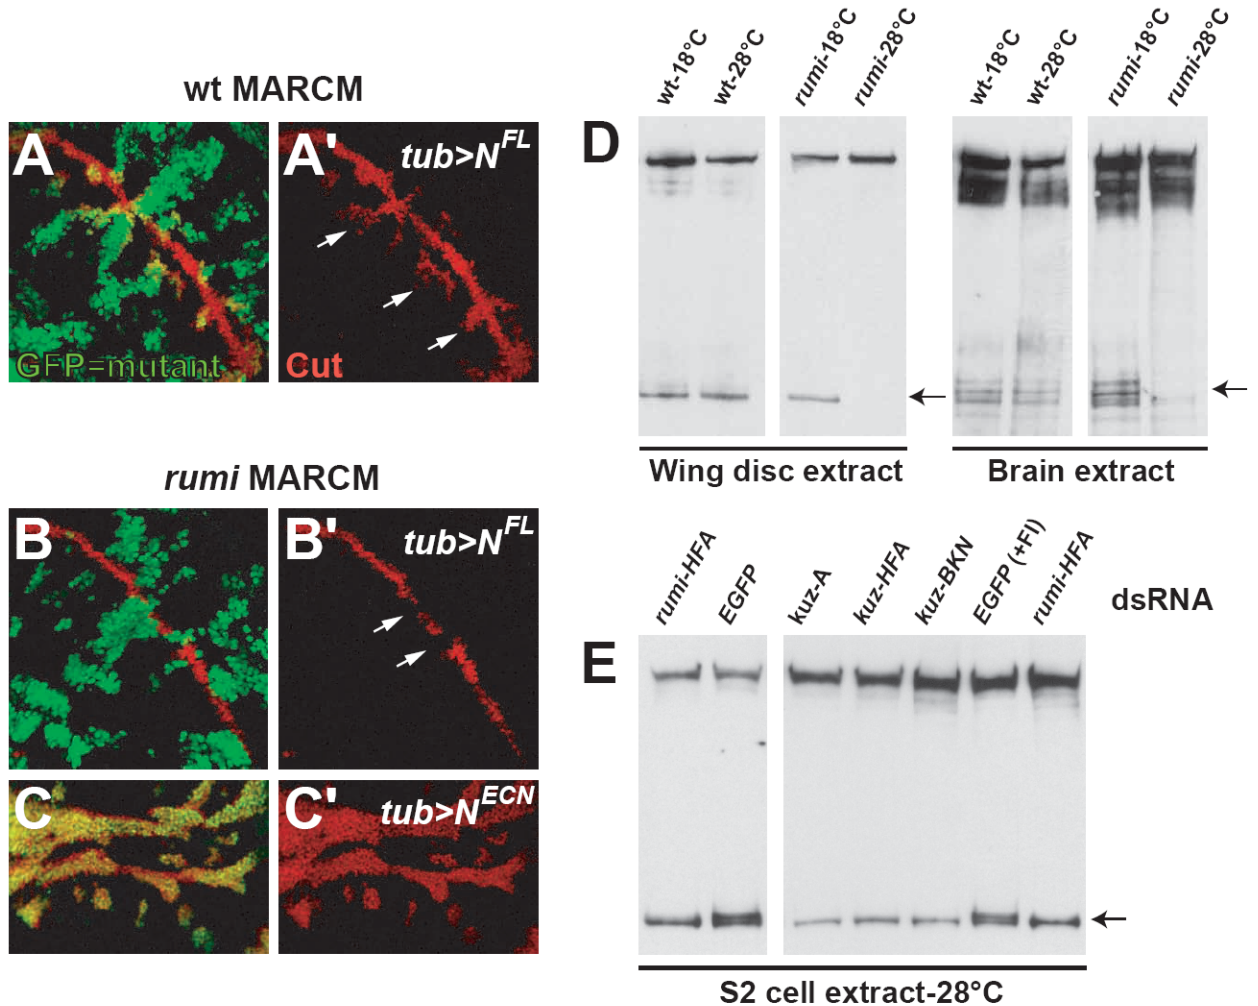 wt MARCM
A
GFP=mutant
A' tub>N^FL
Cut
rumi MARCM
B
B' tub>N^FL
C
C' tub>N^ECN
D
wt-18°C
wt-28°C
rumi-18°C
rumi-28°C
wt-18°C
wt-28°C
rumi-18°C
rumi-28°C
Wing disc extract
Brain extract
E
rumi-HFA
EGFP
kuz-A
kuz-HFA
kuz-BKN
EGFP (+FI)
rumi-HFA
dsRNA
S2 cell extract-28°C